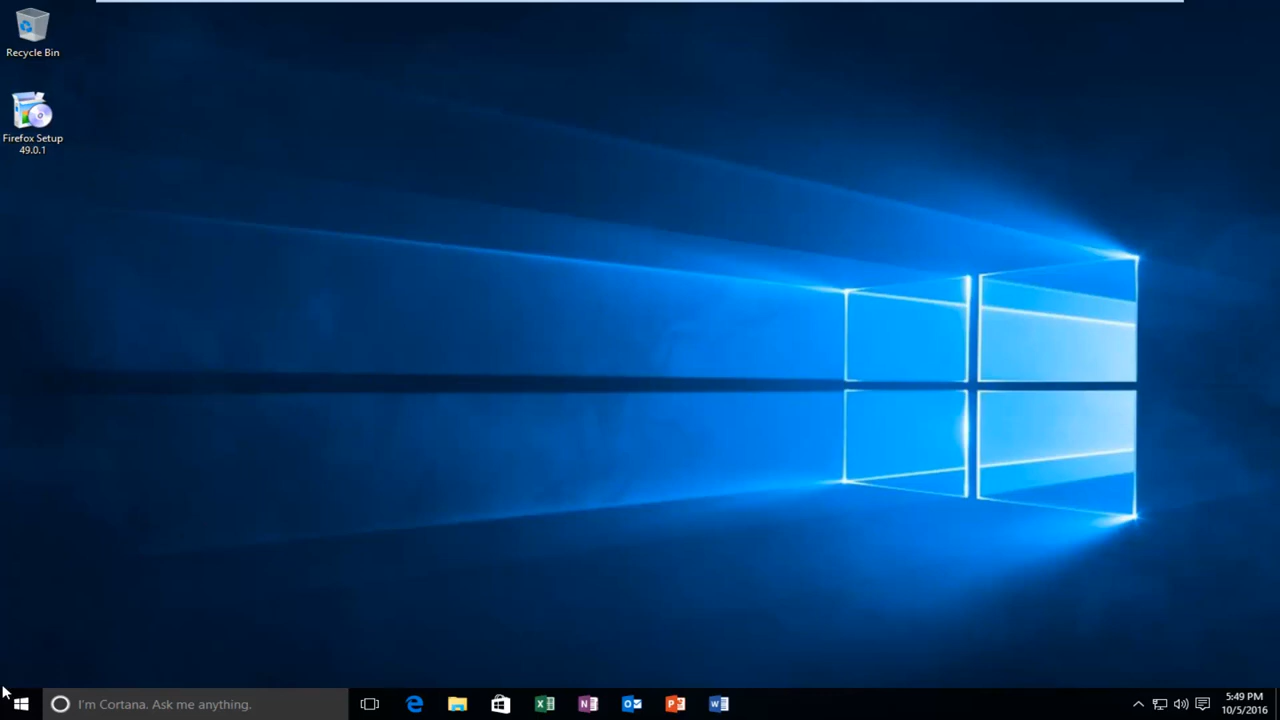 Recycle Bin
Firefox Setup
49.0.1
I'm Cortana. Ask me anything.
5:49 PM
10/5/2016